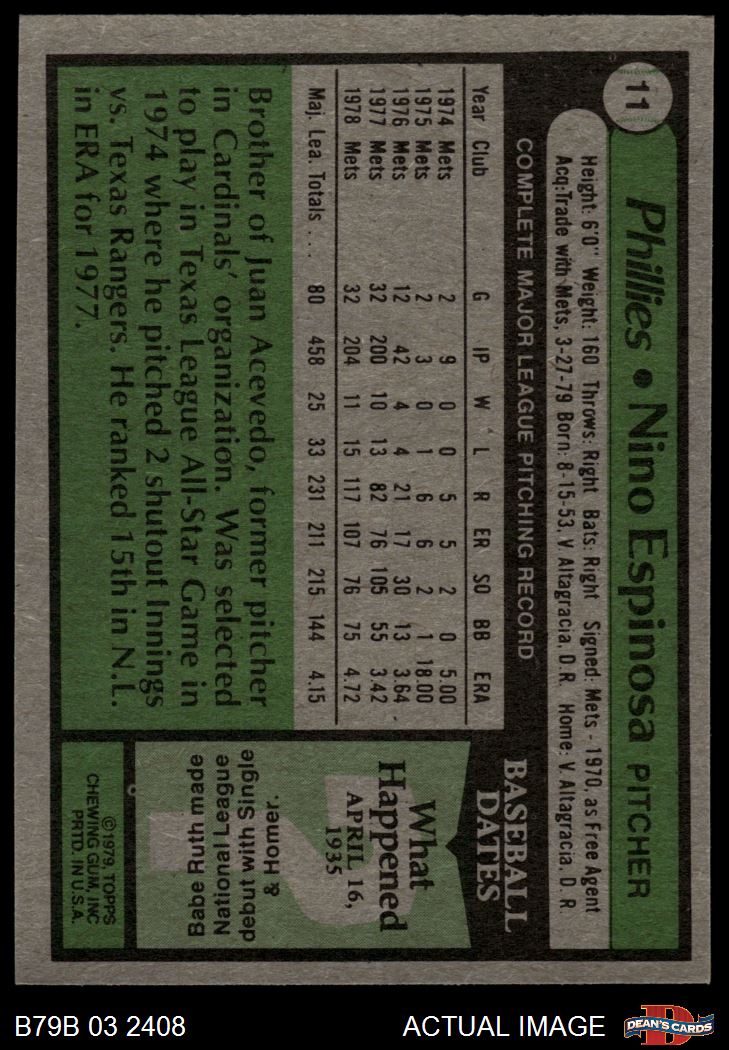 11
Phillies • Nino Espinosa PITCHER
Height: 6'0" Weight: 160 Throws: Right Bats: Right Signed: Mets - 1970, as Free Agent
Acq: Trade with Mets, 3-27-79 Born: 8-15-53, V Altagracia, D.R. Home: V. Altagracia, D R
COMPLETE MAJOR LEAGUE PITCHING RECORD
Year Club G IP W L R ER SO BB ERA
1974 Mets 2 9 0 0 5 5 2 0 5.00
1975 Mets 2 3 0 1 6 6 2 1 18.00
1976 Mets 12 42 4 4 21 17 30 13 3.64
1977 Mets 32 200 10 13 82 76 105 55 3.42
1978 Mets 32 204 11 15 117 107 76 75 4.72
Maj. Lea. Totals . . . 80 458 25 33 231 211 215 144 4.15
Brother of Juan Acevedo, former pitcher
in Cardinals' organization. Was selected
to play in Texas League All-Star Game in
1974 where he pitched 2 shutout Innings
vs. Texas Rangers. He ranked 15th in N.L.
in ERA for 1977.
BASEBALL
DATES
What
Happened
APRIL 16,
1935
Babe Ruth made
National League
debut with Single
& Homer.
©1979, TOPPS
CHEWING GUM, INC
PRTD. IN U.S.A.
B79B 03 2408
ACTUAL IMAGE
DEAN'S CARDS